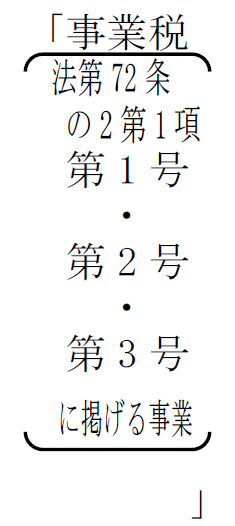 「事業税
法第72条
の2第1項
第1号
・
第2号
・
第3号
に掲げる事業
」